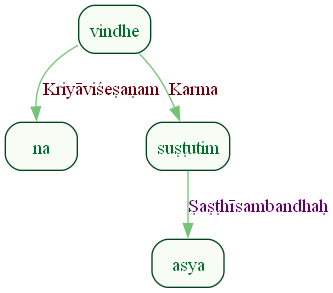 vindhe
Kriyāviśeṣaṇam Karma
na suṣṭutim
Ṣaṣṭhīsambandhaḥ
asya